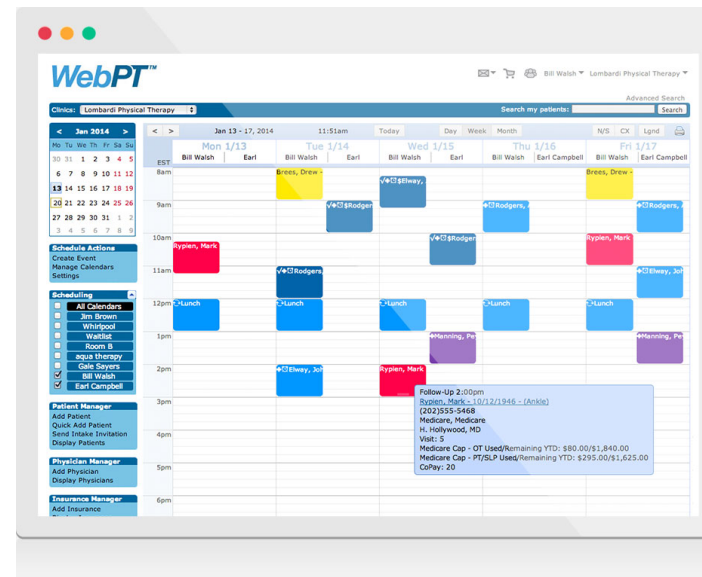 WebPT™
Bill Walsh
Lombardi Physical Therapy
Advanced Search
Clinics: Lombardi Physical Therapy
Search my patients:
Search
< Jan 2014 >
Mo Tu We Th Fr Sa Su
30 31 1 2 3 4 5
6 7 8 9 10 11 12
13 14 15 16 17 18 19
20 21 22 23 24 25 26
27 28 29 30 31 1 2
3 4 5 6 7 8 9
Schedule Actions
Create Event
Manage Calendars
Settings
Scheduling
All Calendars
Jim Brown
Whirlpool
Waitlist
Room B
aqua therapy
Gale Sayers
Bill Walsh
Earl Campbell
Patient Manager
Add Patient
Quick Add Patient
Send Intake Invitation
Display Patients
Physician Manager
Add Physician
Display Physicians
Insurance Manager
Add Insurance
< > Jan 13 - 17, 2014 11:51am Today Day Week Month N/S CX Lgnd
Mon 1/13 Tue 1/14 Wed 1/15 Thu 1/16 Fri 1/17
EST Bill Walsh Earl Bill Walsh Earl Bill Walsh Earl Bill Walsh Earl Campbell Bill Walsh Earl Campbell
8am Brees, Drew - $Elway, Brees, Drew -
9am $Rodger Rodgers, Rodgers,
10am Rypien, Mark $Rodger Rypien, Mark
11am Rodgers, Elway, Joh
12pm Lunch Lunch Lunch Lunch Lunch
1pm Manning, Pe Manning, Pe
2pm Elway, Joh Rypien, Mark
3pm
4pm
5pm
6pm
Follow-Up 2:00pm
Rypien, Mark - 10/12/1946 - (Ankle)
(202)555-5468
Medicare, Medicare
H. Hollywood, MD
Visit: 5
Medicare Cap - OT Used/Remaining YTD: $80.00/$1,840.00
Medicare Cap - PT/SLP Used/Remaining YTD: $295.00/$1,625.00
CoPay: 20